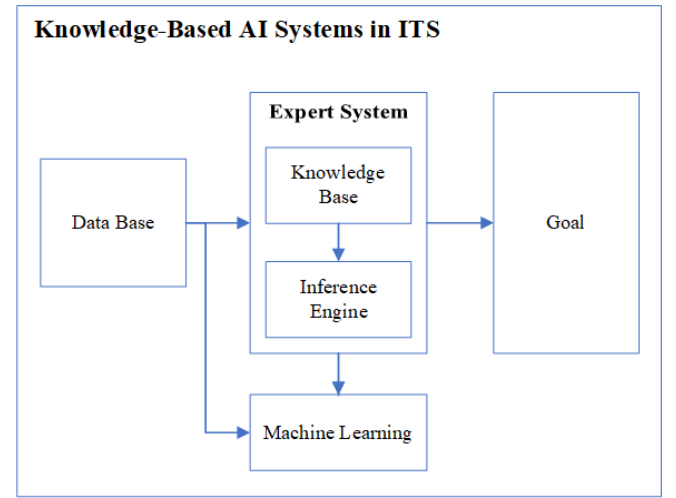 Knowledge-Based AI Systems in ITS
Expert System
Knowledge
Base
Data Base
Goal
Inference
Engine
Machine Learning